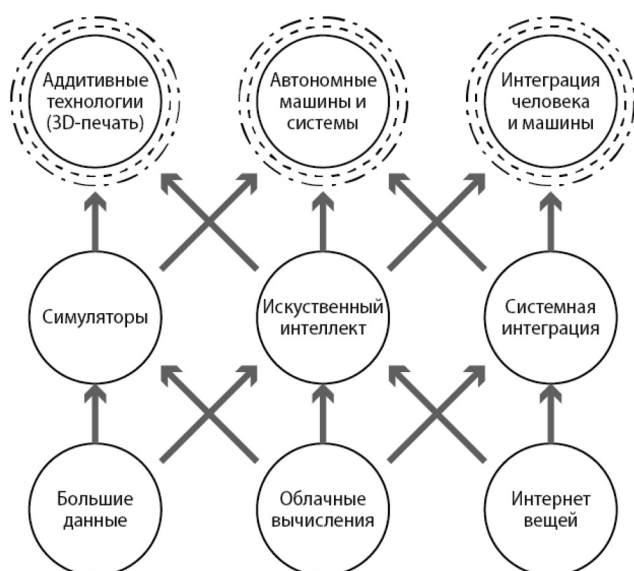 Аддитивные
технологии
(3D-печать)
Автономные
машины и
системы
Интеграция
человека
и машины
Симуляторы
Искуственный
интеллект
Системная
интеграция
Большие
данные
Облачные
вычисления
Интернет
вещей